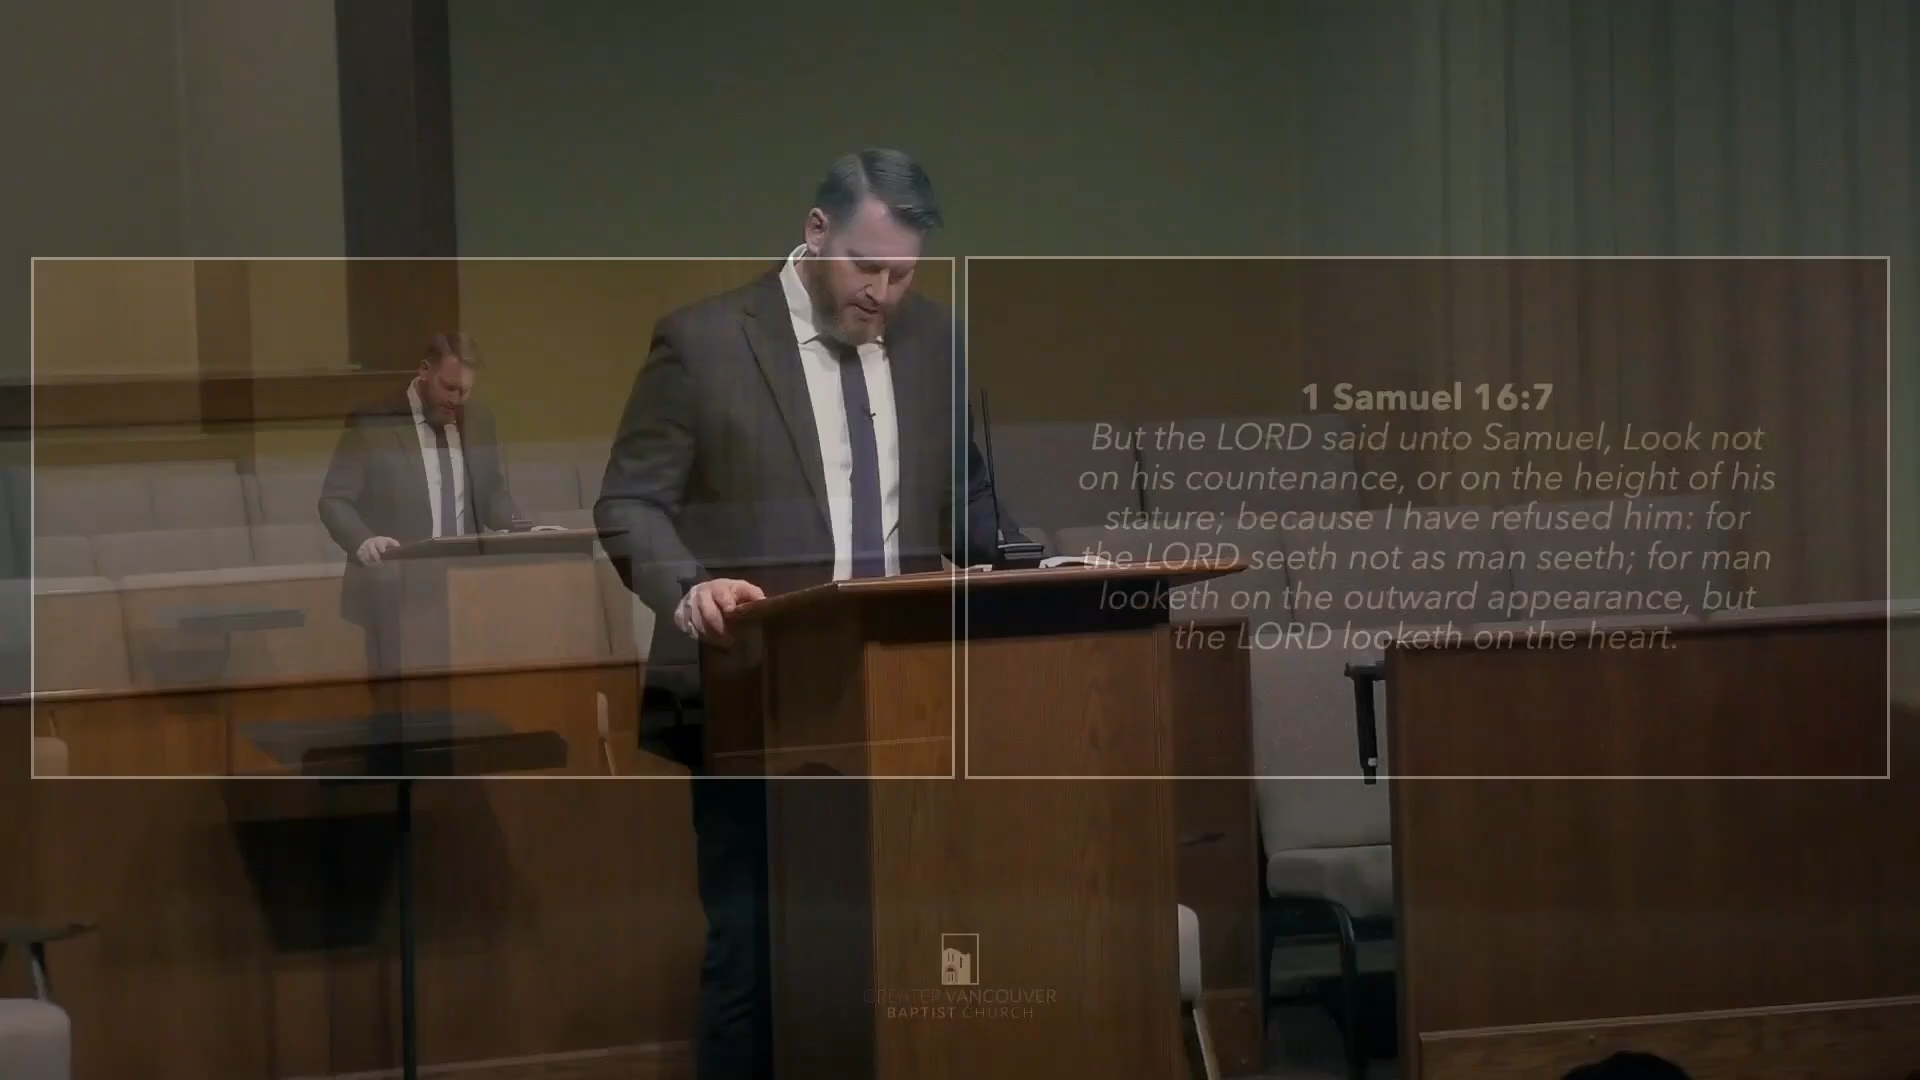 1 Samuel 16:7
But the LORD said unto Samuel, Look not
on his countenance, or on the height of his
stature; because I have refused him: for
the LORD seeth not as man seeth; for man
looketh on the outward appearance, but
the LORD looketh on the heart.
GREATER VANCOUVER
BAPTIST CHURCH